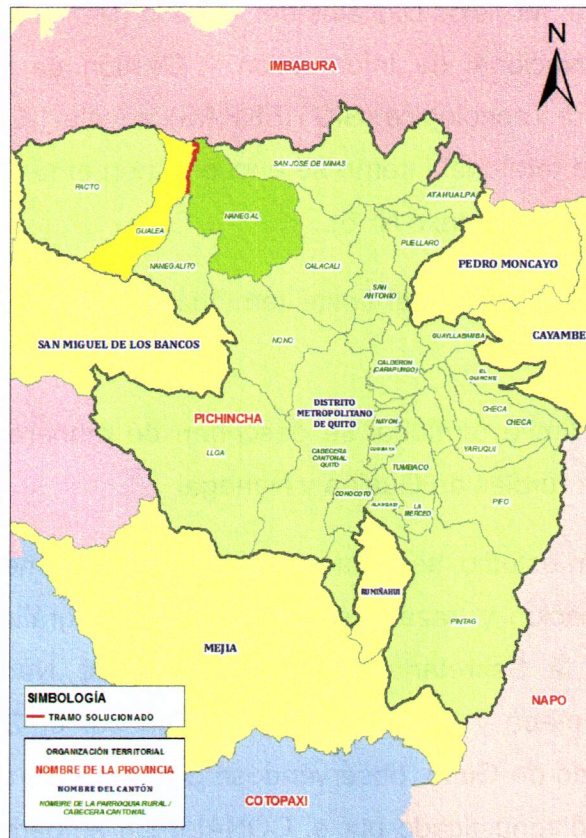 N
IMBABURA
SAN JOSE DE MINAS
PACTO
ATAHUALPA
NANEGAL
GUALEA
PUELLARO
NANEGALITO
CALACALI
PEDRO MONCAYO
SAN
ANTONIO
SAN MIGUEL DE LOS BANCOS
NONO
GUAYLLABAMBA
CAYAMBE
CALDERON
(CARAPUNGO)
EL
QUINCHE
DISTRITO
METROPOLITANO
DE QUITO
CHECA
CHECA
PICHINCHA
NAYON
YARUQUI
LLOA
CABECERA
CANTONAL
QUITO
CUMBAYA
TUMBACO
CONOCOTO
ALANGASI
LA
MERCED
PIFO
RUMIÑAHUI
PINTAG
MEJIA
NAPO
COTOPAXI
SIMBOLOGÍA
TRAMO SOLUCIONADO
ORGANIZACIÓN TERRITORIAL
NOMBRE DE LA PROVINCIA
NOMBRE DEL CANTÓN
NOMBRE DE LA PARROQUIA RURAL /
CABECERA CANTONAL